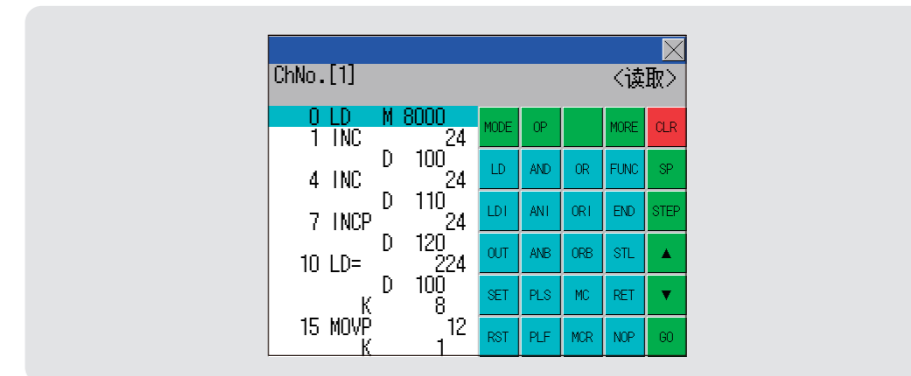 ChNo.[1] <读取>
0 LD M 8000
1 INC 24
D 100
4 INC 24
D 110
7 INCP 24
D 120
10 LD= 224
D 100
K 8
15 MOVP 12
K 1
MODE OP MORE CLR
LD AND OR FUNC SP
LDI ANI ORI END STEP
OUT ANB ORB STL ▲
SET PLS MC RET ▼
RST PLF MCR NOP GO